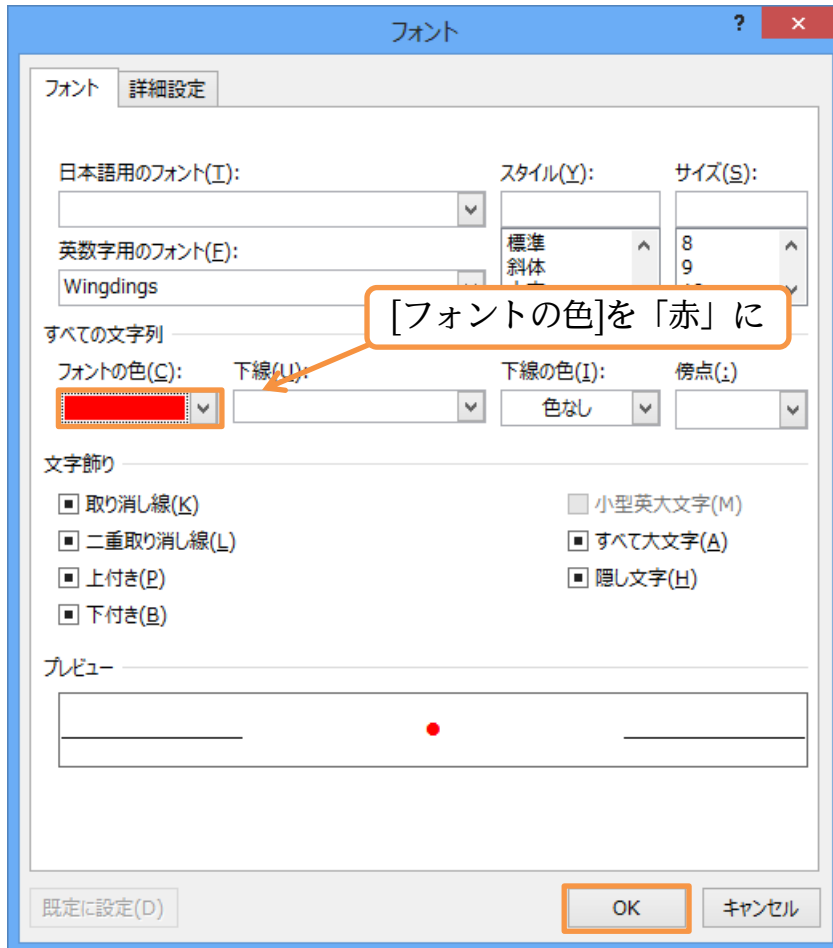 フォント
?
×
フォント 詳細設定
日本語用のフォント(T): スタイル(Y): サイズ(S):
標準 8
英数字用のフォント(F): 斜体 9
Wingdings
[フォントの色]を「赤」に
すべての文字列
フォントの色(C): 下線(U): 下線の色(I): 傍点(:)
色なし
文字飾り
取り消し線(K) 小型英大文字(M)
二重取り消し線(L) すべて大文字(A)
上付き(P) 隠し文字(H)
下付き(B)
プレビュー
既定に設定(D) OK キャンセル